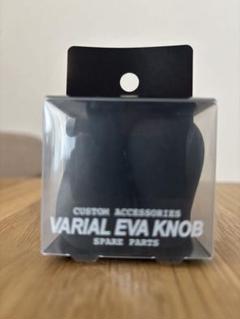 CUSTOM ACCESSORIES
VARIAL EVA KNOB
SPARE PARTS